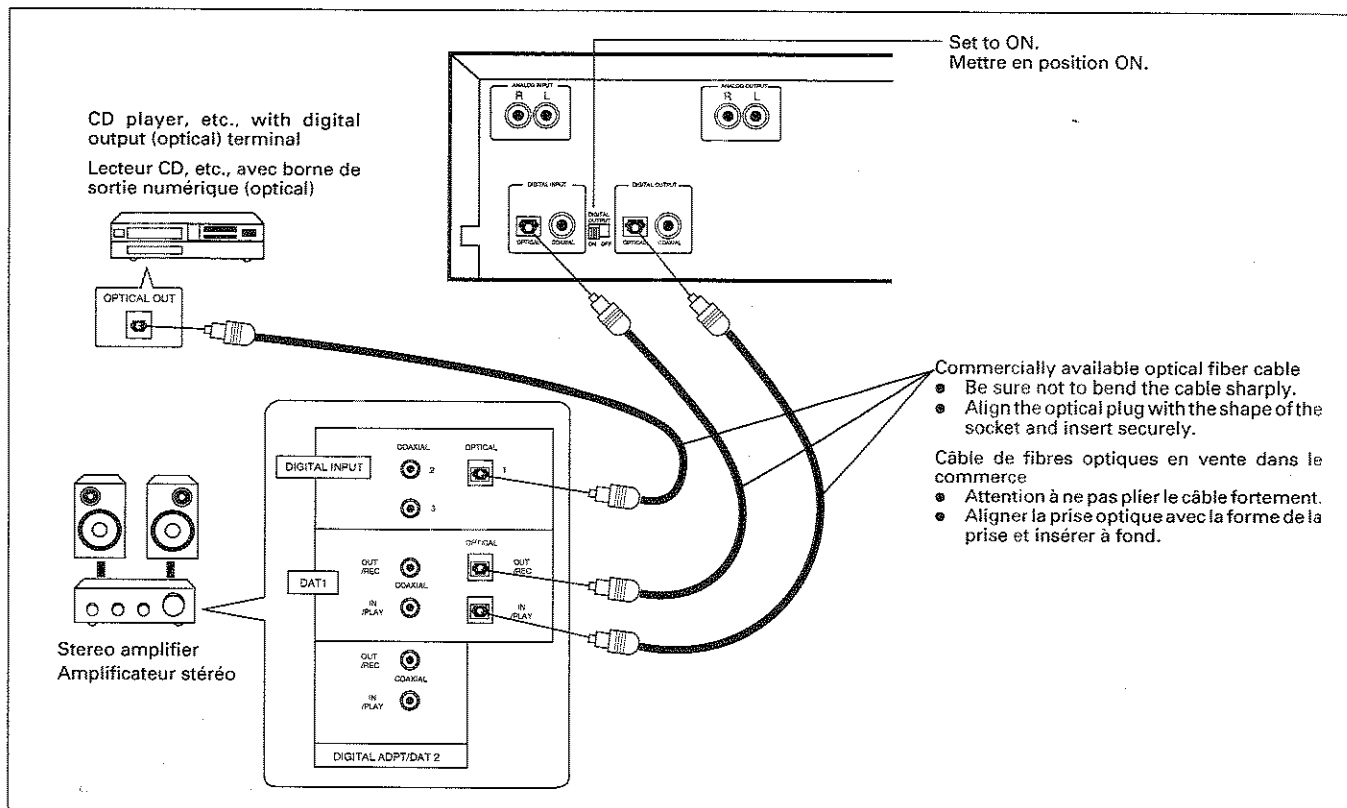 Set to ON.
Mettre en position ON.
ANALOG INPUT
R L
ANALOG OUTPUT
R L
CD player, etc., with digital
output (optical) terminal
Lecteur CD, etc., avec borne de
sortie numérique (optical)
DIGITAL INPUT
OPTICAL
COAXIAL
DIGITAL
OUTPUT
ON OFF
DIGITAL OUTPUT
OPTICAL
COAXIAL
OPTICAL OUT
Commercially available optical fiber cable
● Be sure not to bend the cable sharply.
● Align the optical plug with the shape of the
socket and insert securely.
Câble de fibres optiques en vente dans le
commerce
● Attention à ne pas plier le câble fortement.
● Aligner la prise optique avec la forme de la
prise et insérer à fond.
DIGITAL INPUT
COAXIAL
2
3
OPTICAL
1
DAT1
OUT
/REC
COAXIAL
IN
/PLAY
OPTICAL
OUT
/REC
IN
/PLAY
OUT
/REC
COAXIAL
IN
/PLAY
DIGITAL ADPT/DAT 2
Stereo amplifier
Amplificateur stéréo